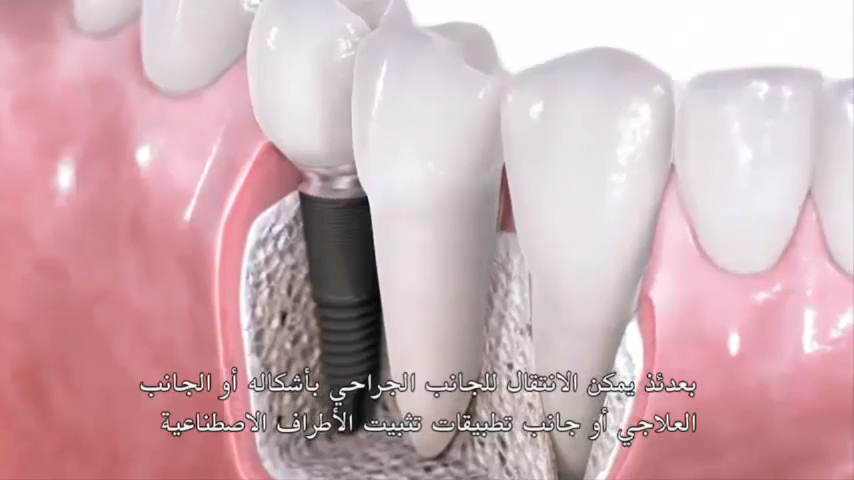 بعدئذ يمكن الانتقال للجانب الجراحي بأشكاله أو الجانب
العلاجي أو جانب تطبيقات تثبيت الأطراف الاصطناعية